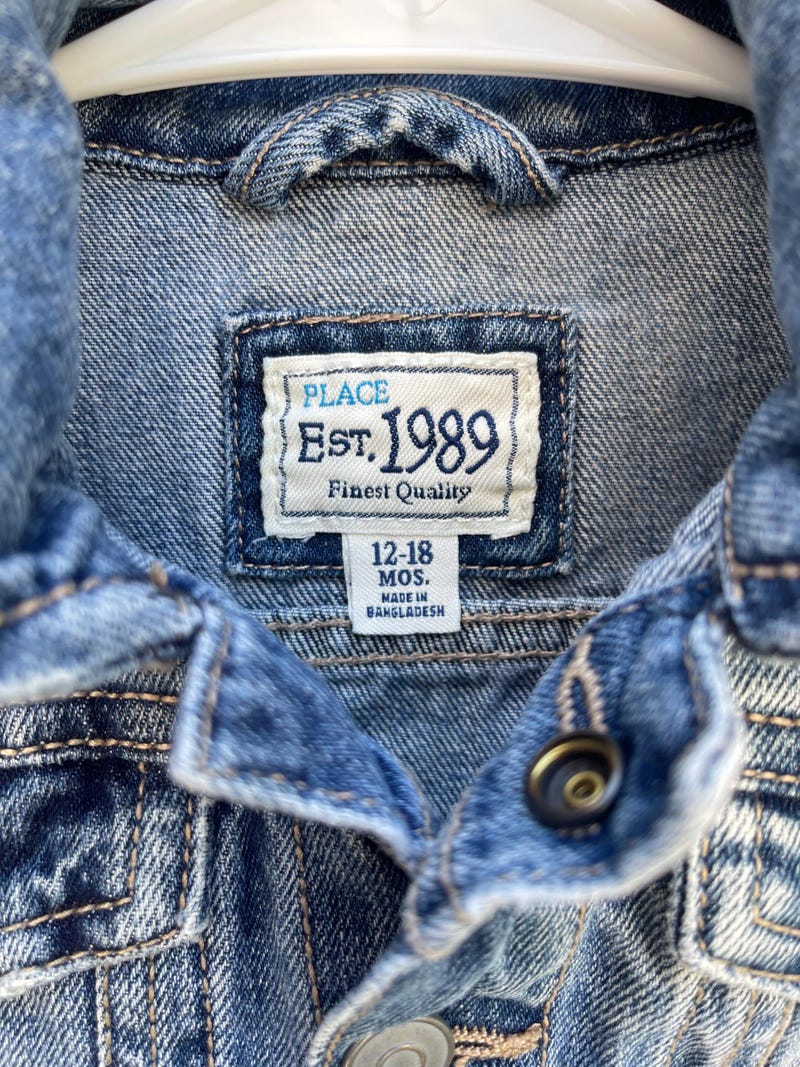 PLACE
EST. 1989
Finest Quality
12-18
MOS.
MADE IN
BANGLADESH